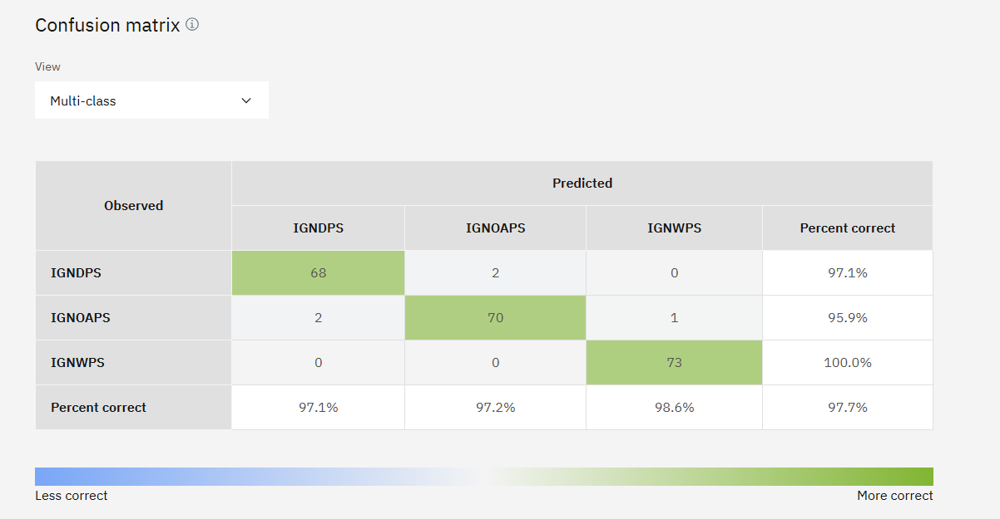 Confusion matrix
View
Multi-class
Observed
Predicted
IGNDPS IGNOAPS IGNWPS Percent correct
IGNDPS 68 2 0 97.1%
IGNOAPS 2 70 1 95.9%
IGNWPS 0 0 73 100.0%
Percent correct 97.1% 97.2% 98.6% 97.7%
Less correct More correct